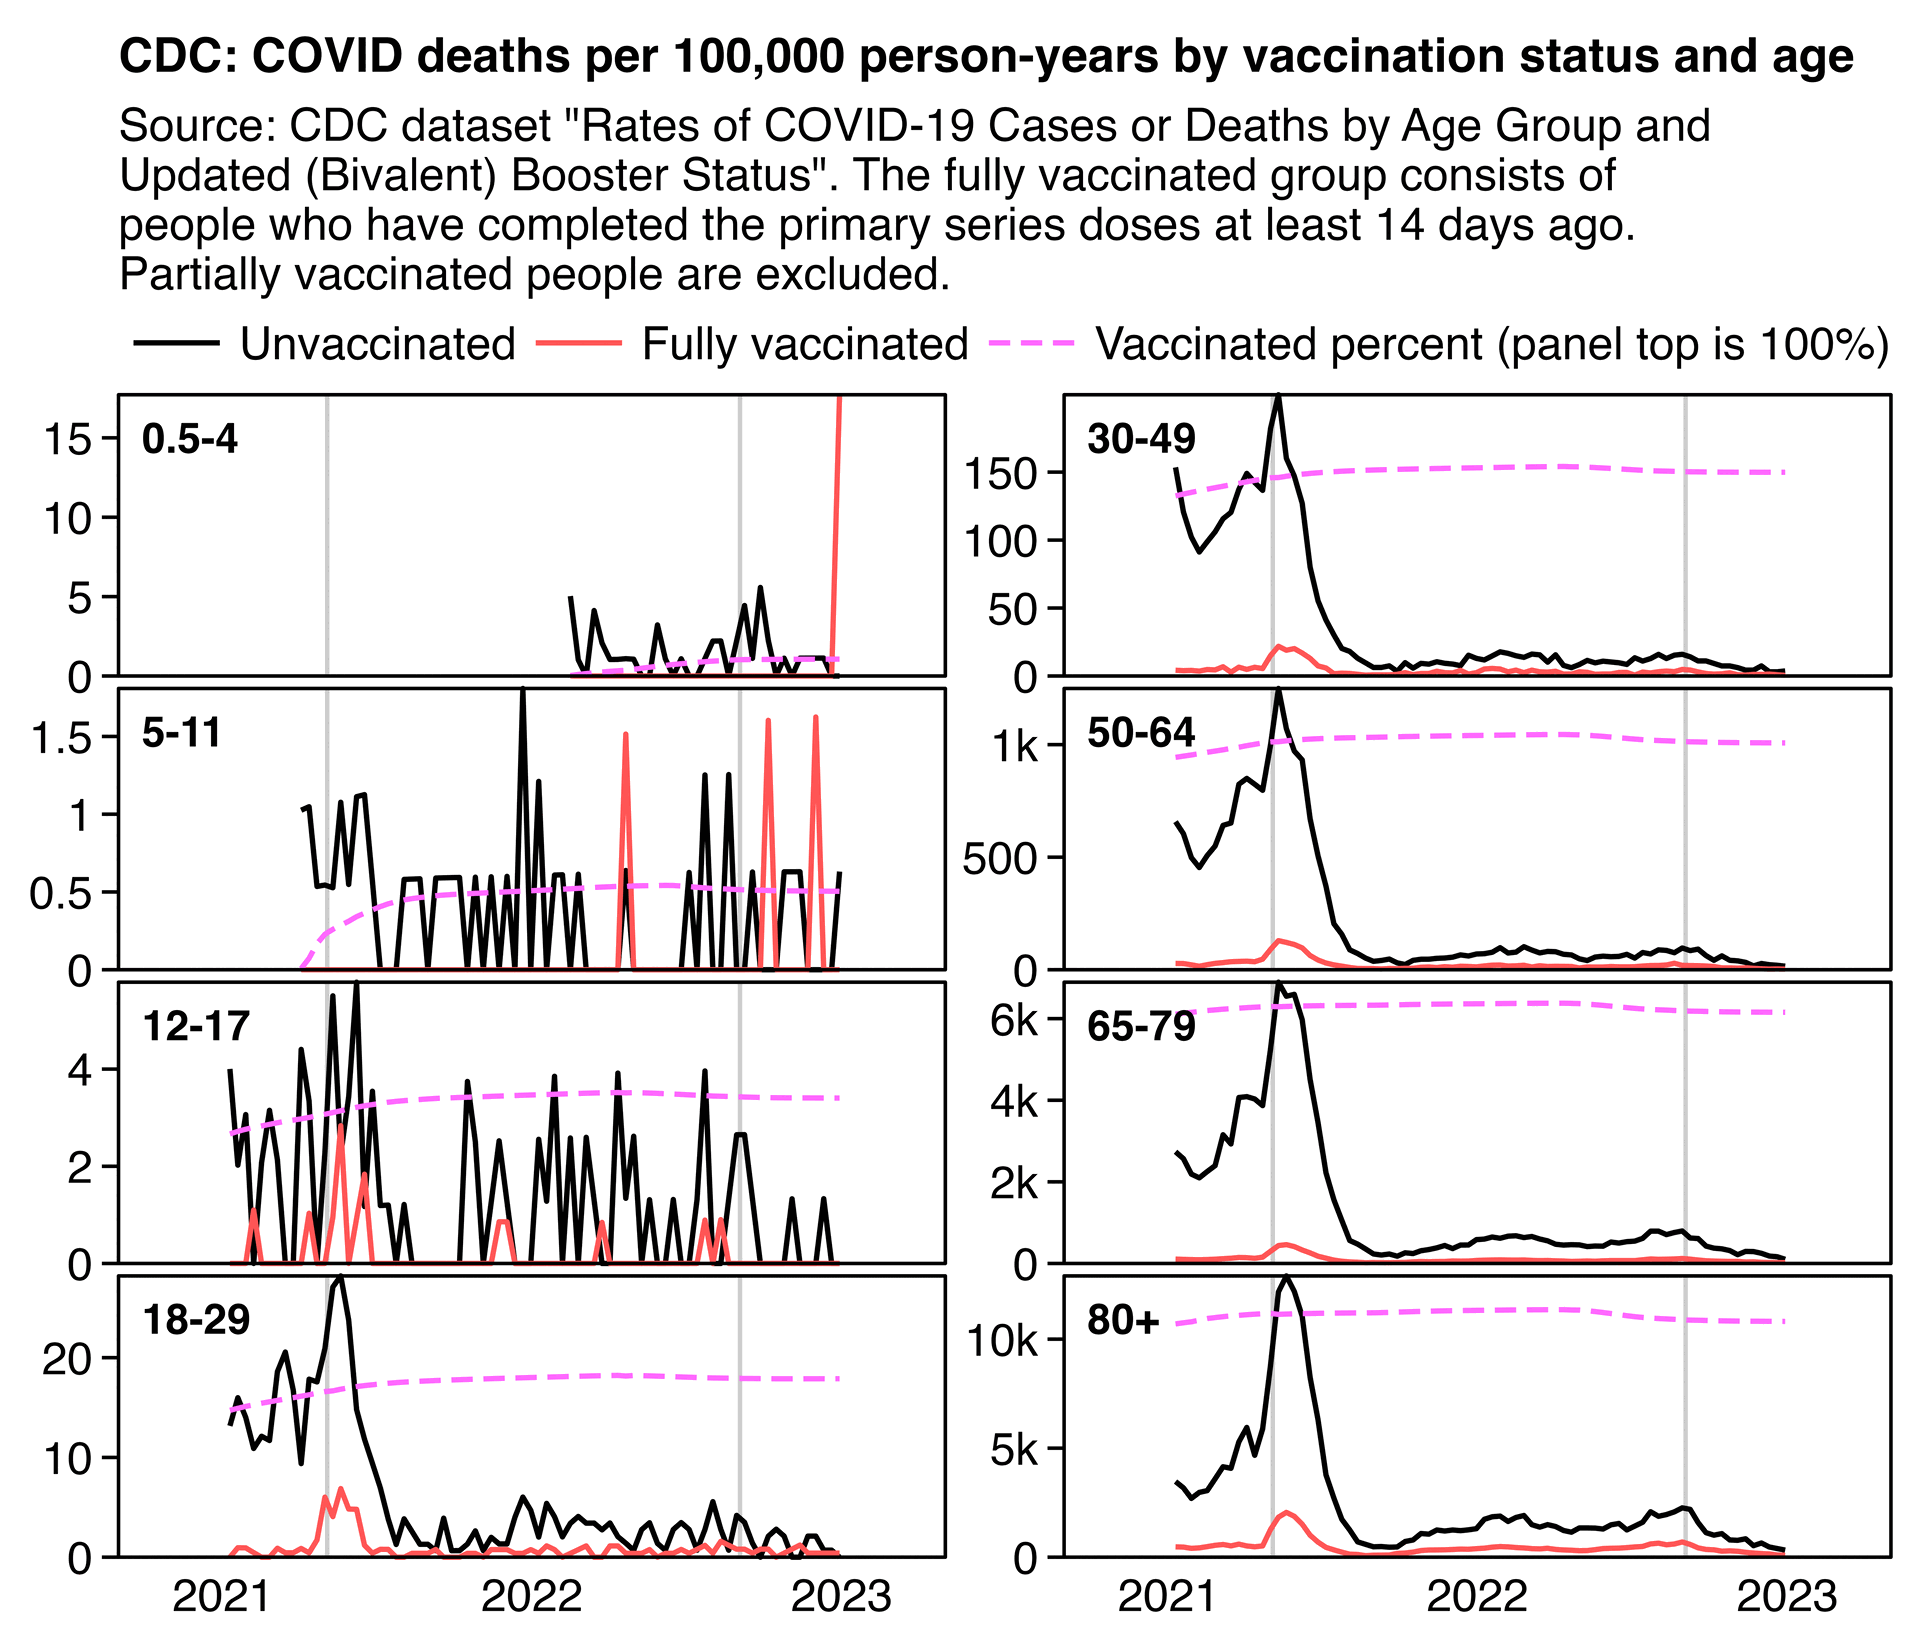 CDC: COVID deaths per 100,000 person-years by vaccination status and age
Source: CDC dataset "Rates of COVID-19 Cases or Deaths by Age Group and
Updated (Bivalent) Booster Status". The fully vaccinated group consists of
people who have completed the primary series doses at least 14 days ago.
Partially vaccinated people are excluded.
Unvaccinated Fully vaccinated Vaccinated percent (panel top is 100%)
0.5-4
15
10
5
0
5-11
1.5
1
0.5
0
12-17
4
2
0
18-29
20
10
0
2021 2022 2023
30-49
150
100
50
0
50-64
1k
500
0
65-79
6k
4k
2k
0
80+
10k
5k
0
2021 2022 2023